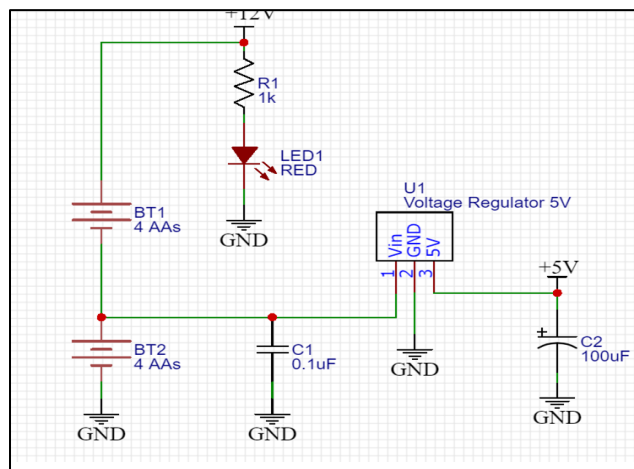 +12V
R1
1k
LED1
RED
GND
BT1
4 AAs
U1
Voltage Regulator 5V
Vin
GND
5V
1
2
3
+5V
BT2
4 AAs
C1
0.1uF
GND
+
C2
100uF
GND
GND
GND